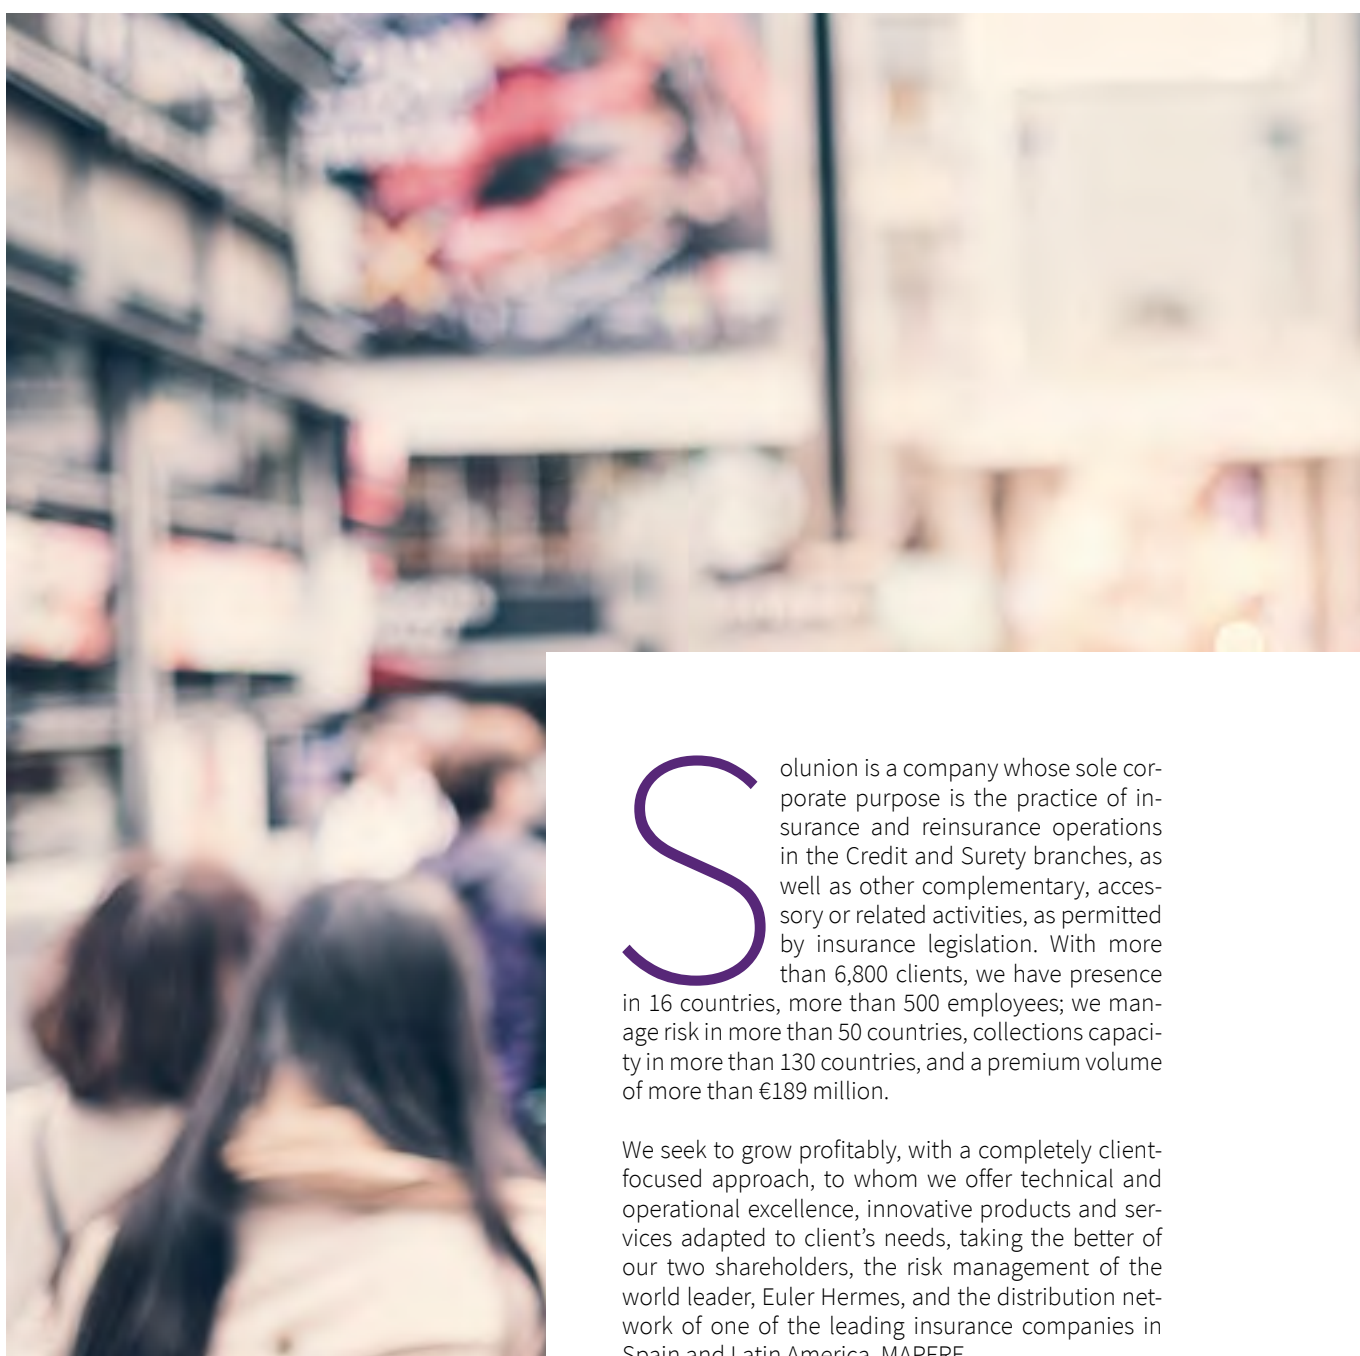 Solunion is a company whose sole cor-
porate purpose is the practice of in-
surance and reinsurance operations
in the Credit and Surety branches, as
well as other complementary, acces-
sory or related activities, as permitted
by insurance legislation. With more
than 6,800 clients, we have presence
in 16 countries, more than 500 employees; we man-
age risk in more than 50 countries, collections capaci-
ty in more than 130 countries, and a premium volume
of more than €189 million.
We seek to grow profitably, with a completely client-
focused approach, to whom we offer technical and
operational excellence, innovative products and ser-
vices adapted to client’s needs, taking the better of
our two shareholders, the risk management of the
world leader, Euler Hermes, and the distribution net-
work of one of the leading insurance companies in
Spain and Latin America, MAPFRE.